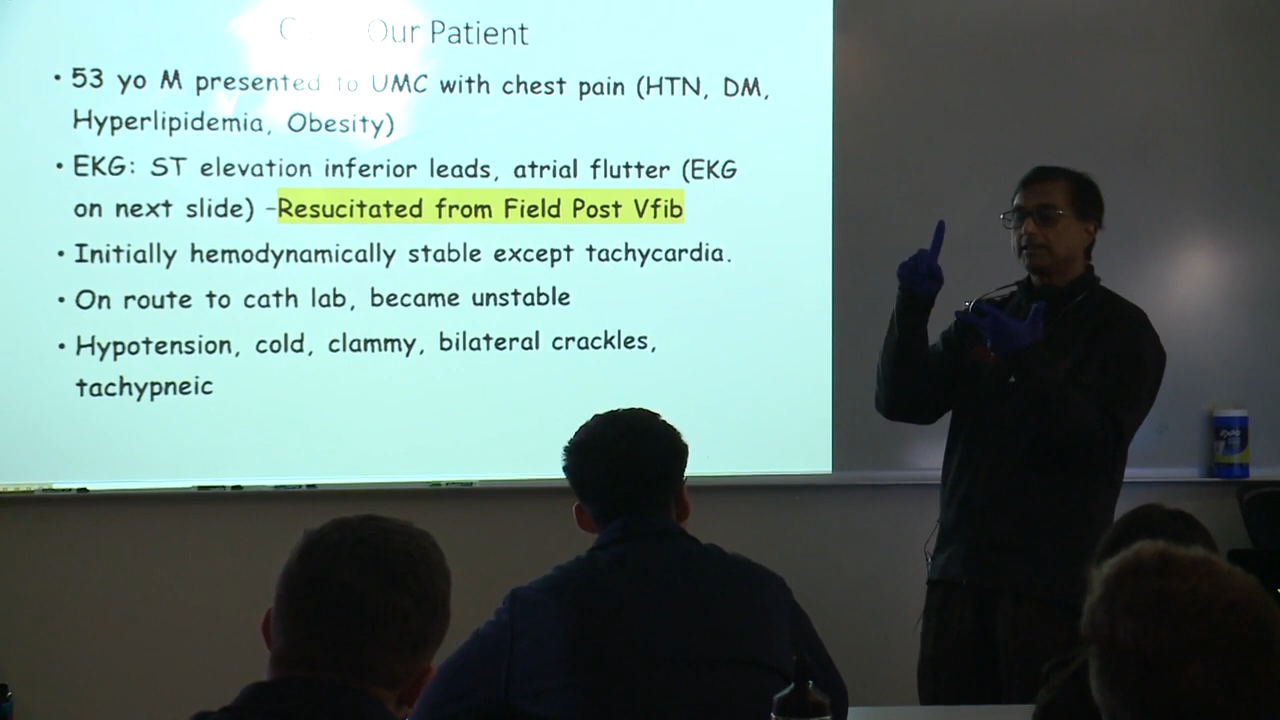 Our Patient
• 53 yo M presented to UMC with chest pain (HTN, DM,
Hyperlipidemia, Obesity)
• EKG: ST elevation inferior leads, atrial flutter (EKG
on next slide) -Resucitated from Field Post Vfib
• Initially hemodynamically stable except tachycardia.
• On route to cath lab, became unstable
• Hypotension, cold, clammy, bilateral crackles,
tachypneic
EXPO